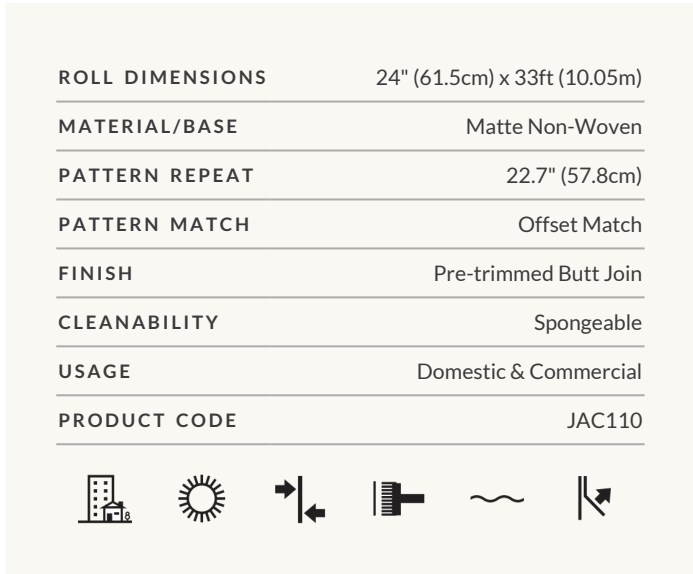 ROLL DIMENSIONS 24" (61.5cm) x 33ft (10.05m)
MATERIAL/BASE Matte Non-Woven
PATTERN REPEAT 22.7" (57.8cm)
PATTERN MATCH Offset Match
FINISH Pre-trimmed Butt Join
CLEANABILITY Spongeable
USAGE Domestic & Commercial
PRODUCT CODE JAC110